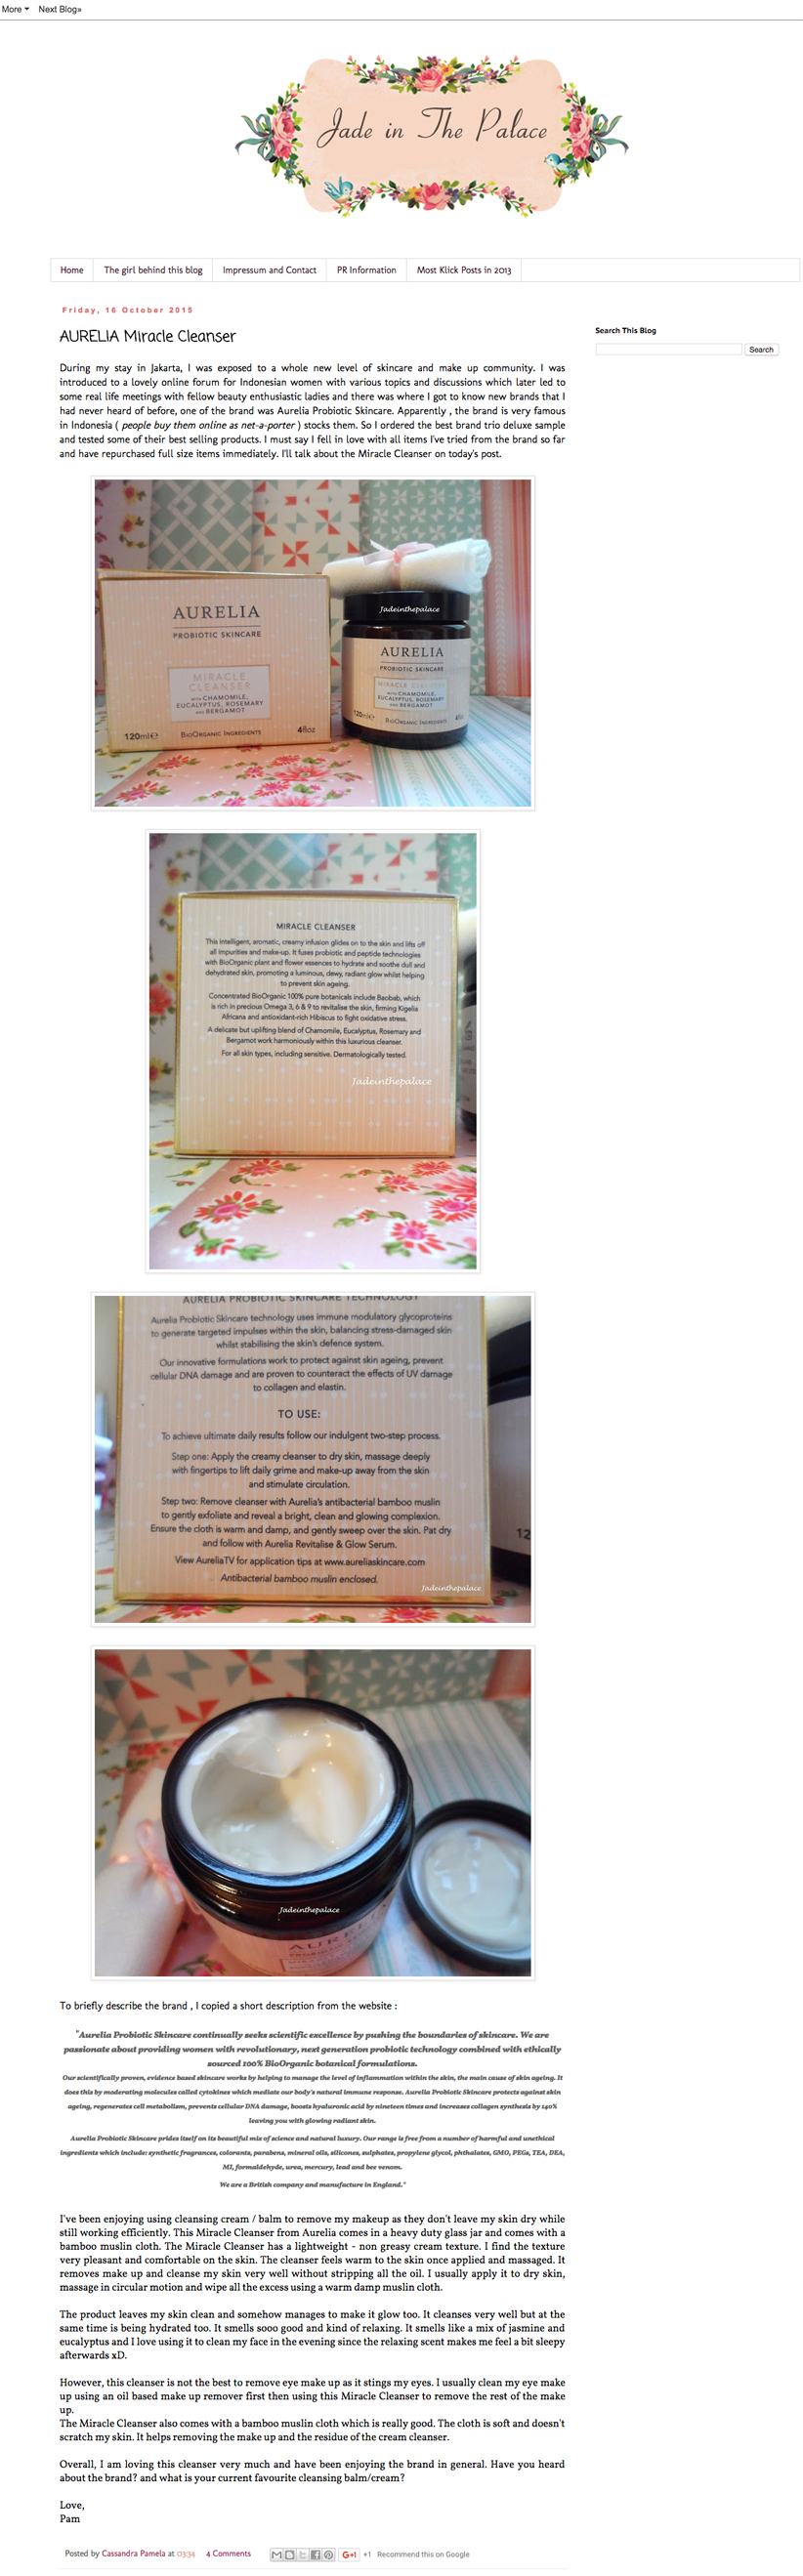 More
Next Blog»
Jade in The Palace
Home
The girl behind this blog
Impressum and Contact
PR Information
Most Klick Posts in 2013
Friday, 16 October 2015
AURELIA Miracle Cleanser
Search This Blog
Search
During my stay in Jakarta, I was exposed to a whole new level of skincare and make up community. I was
introduced to a lovely online forum for Indonesian women with various topics and discussions which later led to
some real life meetings with fellow beauty enthusiastic ladies and there was where I got to know new brands that I
had never heard of before, one of the brand was Aurelia Probiotic Skincare. Apparently , the brand is very famous
in Indonesia ( people buy them online as net-a-porter ) stocks them. So I ordered the best brand trio deluxe sample
and tested some of their best selling products. I must say I fell in love with all items I've tried from the brand so far
and have repurchased full size items immediately. I'll talk about the Miracle Cleanser on today's post.
AURELIA
PROBIOTIC SKINCARE
MIRACLE
CLEANSER
WITH CHAMOMILE,
EUCALYPTUS, ROSEMARY
AND BERGAMOT
120ml℮
BIOORGANIC INGREDIENTS
4floz
Jadeinthepalace
AURELIA
PROBIOTIC SKINCARE
MIRACLE CLEANSER
WITH CHAMOMILE,
EUCALYPTUS, ROSEMARY
AND BERGAMOT
120ml℮
BIOORGANIC INGREDIENTS
MIRACLE CLEANSER
This intelligent, aromatic, creamy infusion glides on to the skin and lifts off
all impurities and make-up. It fuses probiotic and peptide technologies
with BioOrganic plant and flower essences to hydrate and soothe dull and
dehydrated skin, promoting a luminous, dewy, radiant glow whilst helping
to prevent skin ageing.
Concentrated BioOrganic 100% pure botanicals include Baobab, which
is rich in precious Omega 3, 6 & 9 to revitalise the skin, firming Kigelia
Africana and antioxidant-rich Hibiscus to fight oxidative stress.
A delicate but uplifting blend of Chamomile, Eucalyptus, Rosemary and
Bergamot work harmoniously within this luxurious cleanser.
For all skin types, including sensitive. Dermatologically tested.
Jadeinthepalace
AURELIA PROBIOTIC SKINCARE TECHNOLOGY
Aurelia Probiotic Skincare technology uses immune modulatory glycoproteins
to generate targeted impulses within the skin, balancing stress-damaged skin
whilst stabilising the skin's defence system.
Our innovative formulations work to protect against skin ageing, prevent
cellular DNA damage and are proven to counteract the effects of UV damage
to collagen and elastin.
TO USE:
To achieve ultimate daily results follow our indulgent two-step process.
Step one: Apply the creamy cleanser to dry skin, massage deeply
with fingertips to lift daily grime and make-up away from the skin
and stimulate circulation.
Step two: Remove cleanser with Aurelia's antibacterial bamboo muslin
to gently exfoliate and reveal a bright, clean and glowing complexion.
Ensure the cloth is warm and damp, and gently sweep over the skin. Pat dry
and follow with Aurelia Revitalise & Glow Serum.
View AureliaTV for application tips at www.aureliaskincare.com
Antibacterial bamboo muslin enclosed.
12
Jadeinthepalace
Jadeinthepalace
To briefly describe the brand , I copied a short description from the website :
"Aurelia Probiotic Skincare continually seeks scientific excellence by pushing the boundaries of skincare. We are
passionate about providing women with revolutionary, next generation probiotic technology combined with ethically
sourced 100% BioOrganic botanical formulations.
Our scientifically proven, evidence based skincare works by helping to manage the level of inflammation within the skin, the main cause of skin ageing. It
does this by moderating molecules called cytokines which mediate our body's natural immune response. Aurelia Probiotic Skincare protects against skin
ageing, regenerates cell metabolism, prevents cellular DNA damage, boosts hyaluronic acid by nineteen times and increases collagen synthesis by 140%
leaving you with glowing radiant skin.
Aurelia Probiotic Skincare prides itself on its beautiful mix of science and natural luxury. Our range is free from a number of harmful and unethical
ingredients which include: synthetic fragrances, colorants, parabens, mineral oils, silicones, sulphates, propylene glycol, phthalates, GMO, PEGs, TEA, DEA,
MI, formaldehyde, urea, mercury, lead and bee venom.
We are a British company and manufacture in England."
I've been enjoying using cleansing cream / balm to remove my makeup as they don't leave my skin dry while
still working efficiently. This Miracle Cleanser from Aurelia comes in a heavy duty glass jar and comes with a
bamboo muslin cloth. The Miracle Cleanser has a lightweight - non greasy cream texture. I find the texture
very pleasant and comfortable on the skin. The cleanser feels warm to the skin once applied and massaged. It
removes make up and cleanse my skin very well without stripping all the oil. I usually apply it to dry skin,
massage in circular motion and wipe all the excess using a warm damp muslin cloth.
The product leaves my skin clean and somehow manages to make it glow too. It cleanses very well but at the
same time is being hydrated too. It smells sooo good and kind of relaxing. It smells like a mix of jasmine and
eucalyptus and I love using it to clean my face in the evening since the relaxing scent makes me feel a bit sleepy
afterwards xD.
However, this cleanser is not the best to remove eye make up as it stings my eyes. I usually clean my eye make
up using an oil based make up remover first then using this Miracle Cleanser to remove the rest of the make
up.
The Miracle Cleanser also comes with a bamboo muslin cloth which is really good. The cloth is soft and doesn't
scratch my skin. It helps removing the make up and the residue of the cream cleanser.
Overall, I am loving this cleanser very much and have been enjoying the brand in general. Have you heard
about the brand? and what is your current favourite cleansing balm/cream?
Love,
Pam
Posted by Cassandra Pamela at 03:34
4 Comments
G+1
+1
Recommend this on Google